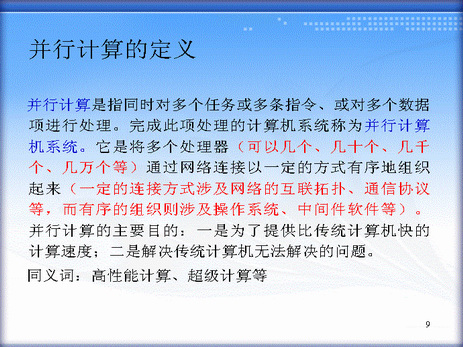 并行计算的定义
并行计算是指同时对多个任务或多条指令、或对多个数据
项进行处理。完成此项处理的计算机系统称为并行计算
机系统。它是将多个处理器（可以几个、几十个、几千
个、几万个等）通过网络连接以一定的方式有序地组织
起来（一定的连接方式涉及网络的互联拓扑、通信协议
等，而有序的组织则涉及操作系统、中间件软件等）。
并行计算的主要目的：一是为了提供比传统计算机快的
计算速度；二是解决传统计算机无法解决的问题。
同义词：高性能计算、超级计算等
9